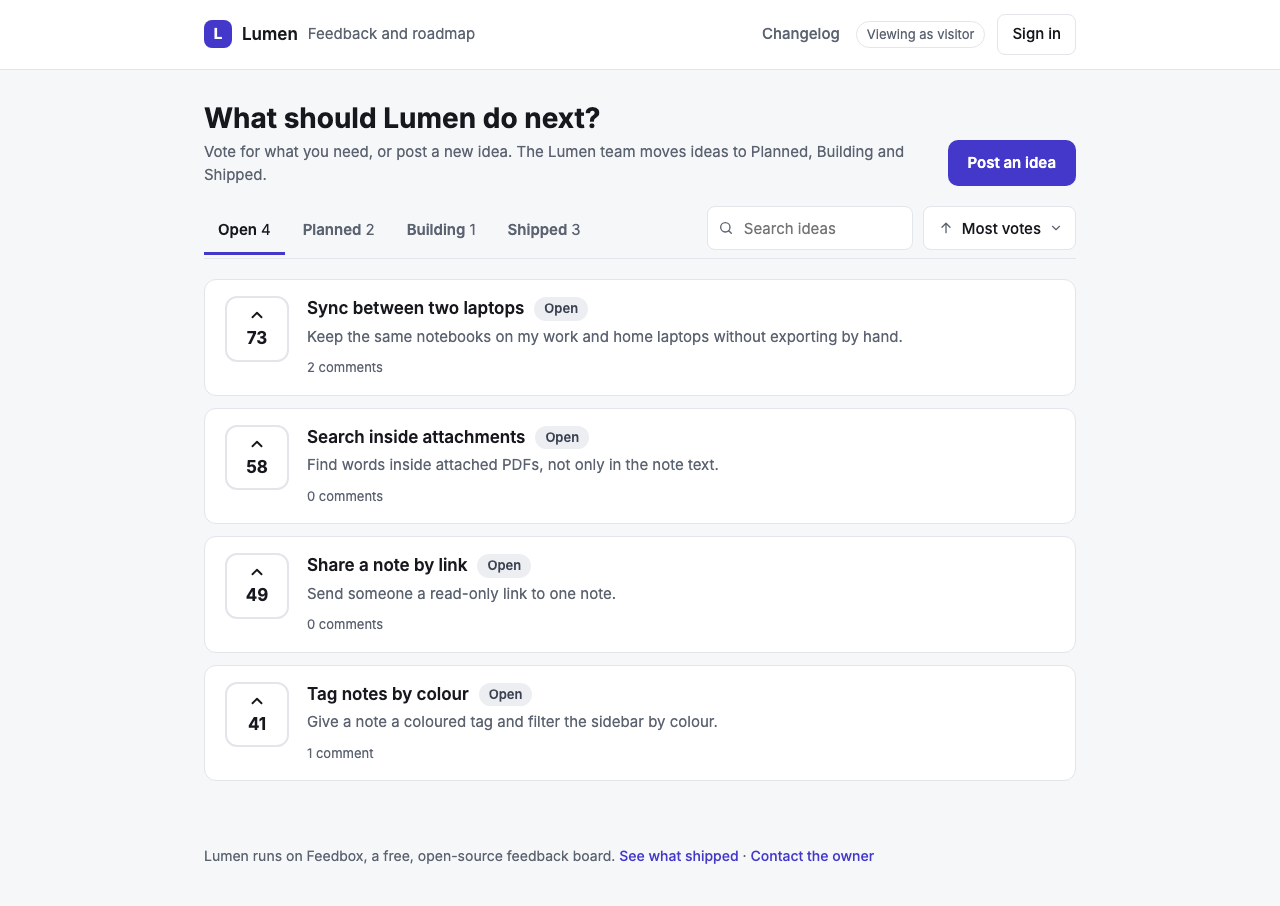 L Lumen Feedback and roadmap Changelog Viewing as visitor Sign in
What should Lumen do next?
Vote for what you need, or post a new idea. The Lumen team moves ideas to Planned, Building and
Shipped.
Post an idea
Open 4 Planned 2 Building 1 Shipped 3 Search ideas Most votes
Sync between two laptops Open
73
Keep the same notebooks on my work and home laptops without exporting by hand.
2 comments
Search inside attachments Open
58
Find words inside attached PDFs, not only in the note text.
0 comments
Share a note by link Open
49
Send someone a read-only link to one note.
0 comments
Tag notes by colour Open
41
Give a note a coloured tag and filter the sidebar by colour.
1 comment
Lumen runs on Feedbox, a free, open-source feedback board. See what shipped · Contact the owner